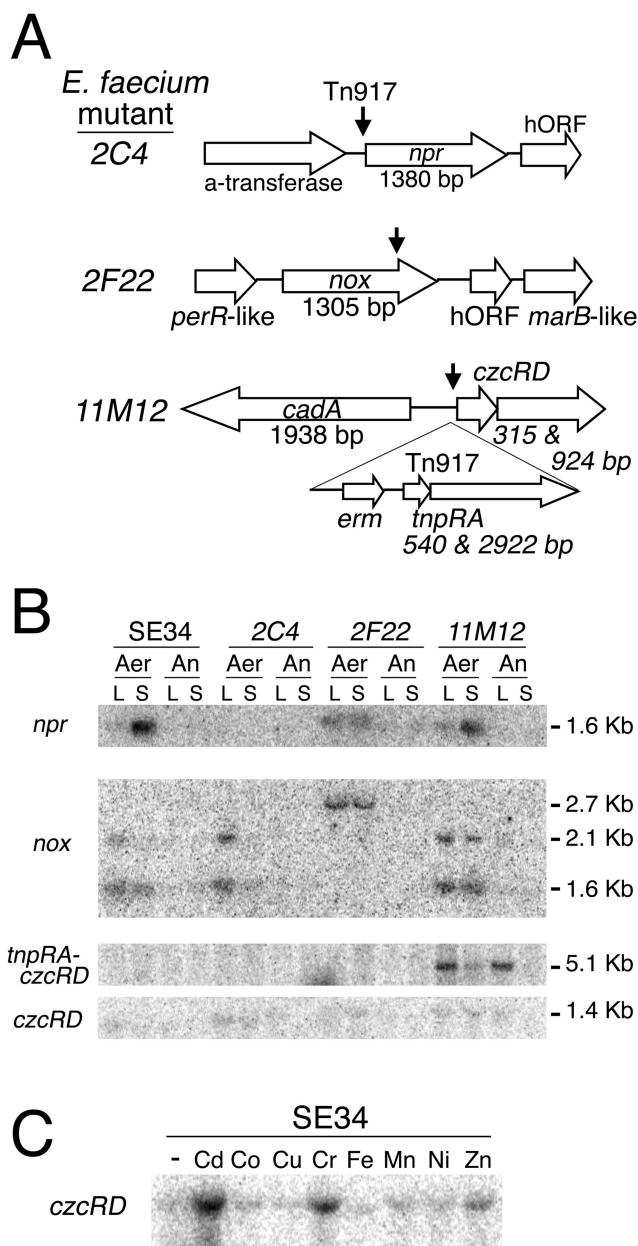 A
E. faecium
mutant
Tn917
2C4
npr
hORF
a-transferase
1380 bp
2F22
nox
perR-like
1305 bp
hORF
marB-like
11M12
cadA
czcRD
1938 bp
315 &
924 bp
Tn917
erm
tnpRA
540 & 2922 bp
B
SE34 2C4 2F22 11M12
Aer An Aer An Aer An Aer An
L S L S L S L S L S L S L S L S
npr
- 1.6 Kb
nox
- 2.7 Kb
- 2.1 Kb
- 1.6 Kb
tnpRA-
czcRD
- 5.1 Kb
czcRD
- 1.4 Kb
C
SE34
- Cd Co Cu Cr Fe Mn Ni Zn
czcRD